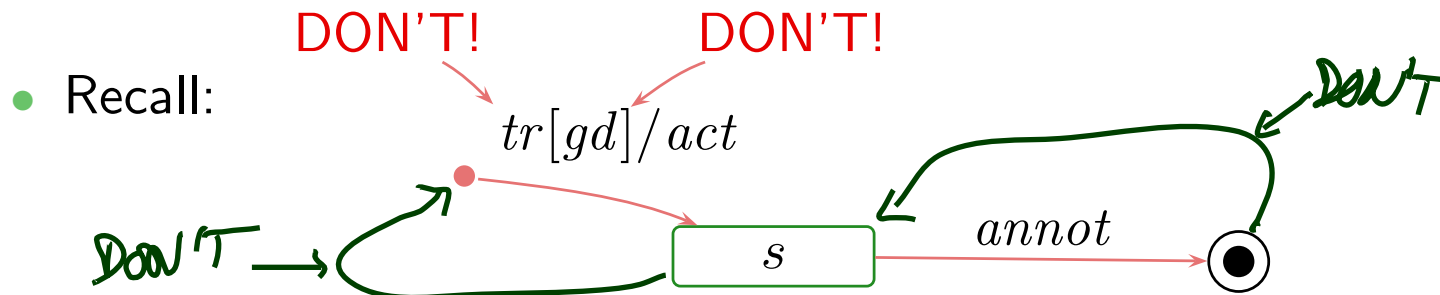 DON'T! DON'T!
• Recall:
DON'T
tr[gd]/act
DON'T
annot
s